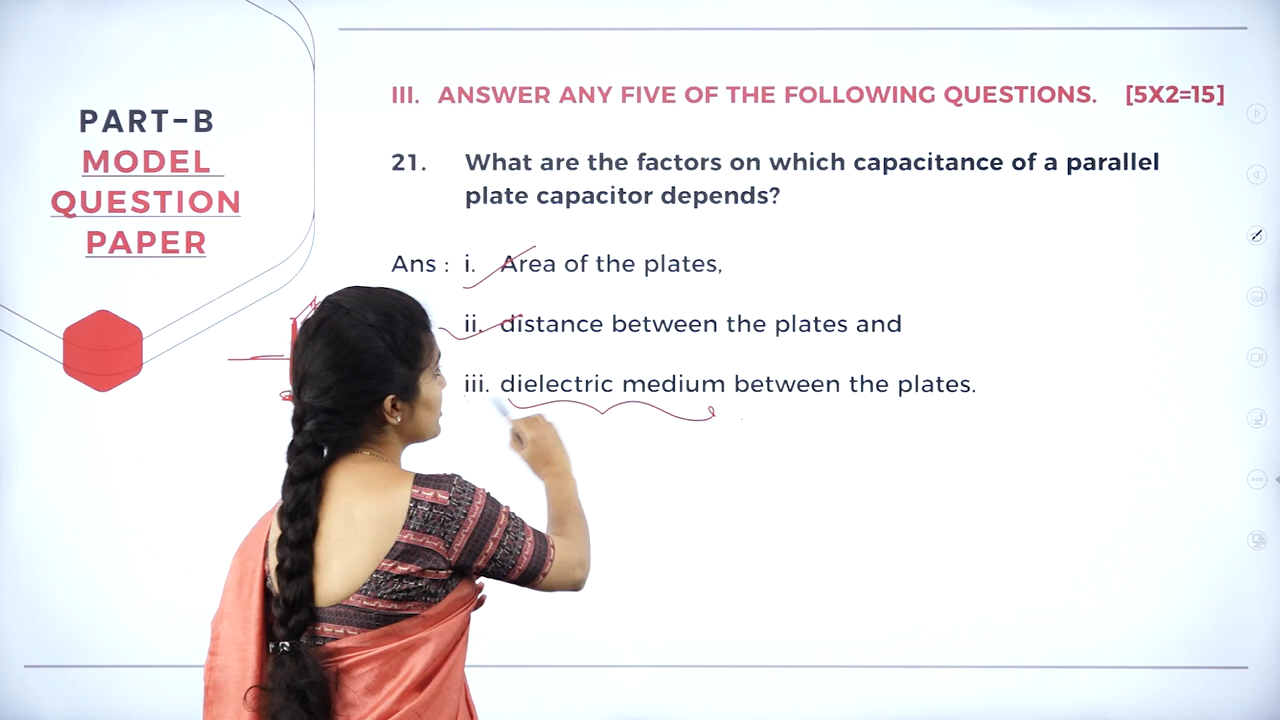 PART-B
MODEL
QUESTION
PAPER
III. ANSWER ANY FIVE OF THE FOLLOWING QUESTIONS. [5X2=15]
21. What are the factors on which capacitance of a parallel
plate capacitor depends?
Ans : i. Area of the plates,
ii. distance between the plates and
iii. dielectric medium between the plates.